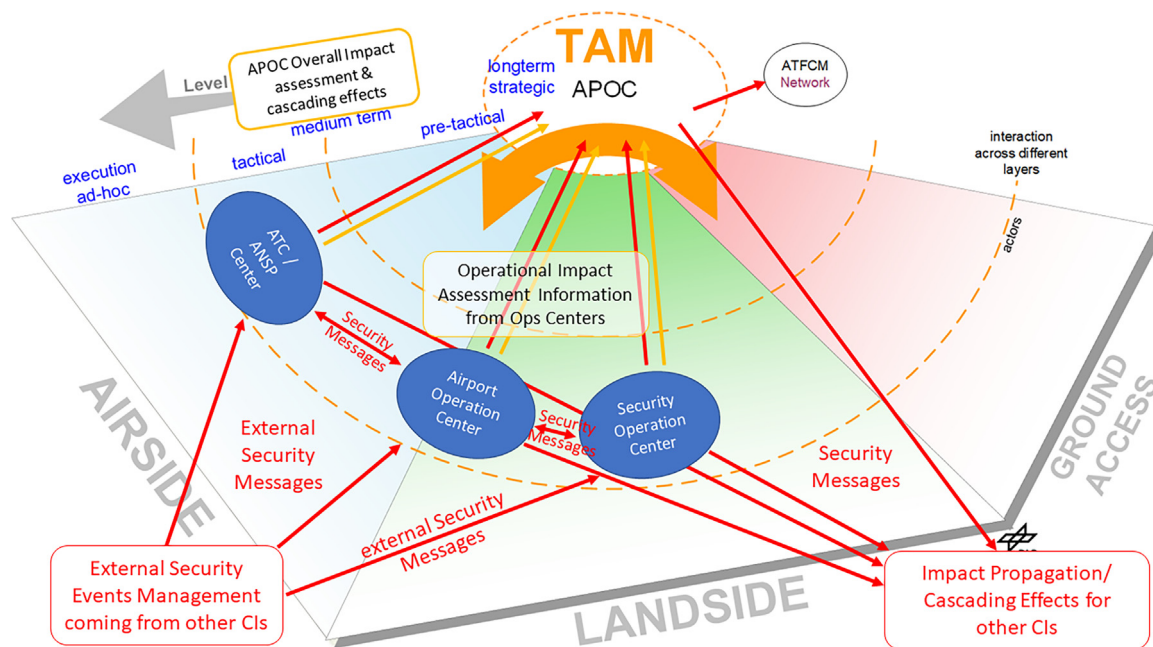 TAM
APOC
longterm
strategic
ATFCM
Network
APOC Overall Impact
assessment &
cascading effects
Level
medium term
pre-tactical
tactical
execution
ad-hoc
interaction
across different
layers
actors
ATC /
ANSP
Center
Operational Impact
Assessment Information
from Ops Centers
Security
Messages
Airport
Operation
Center
Security
Messages
Security
Operation
Center
AIRSIDE
External
Security
Messages
external Security
Messages
Security
Messages
GROUND
ACCESS
LANDSIDE
External Security
Events Management
coming from other CIs
Impact Propagation/
Cascading Effects for
other CIs